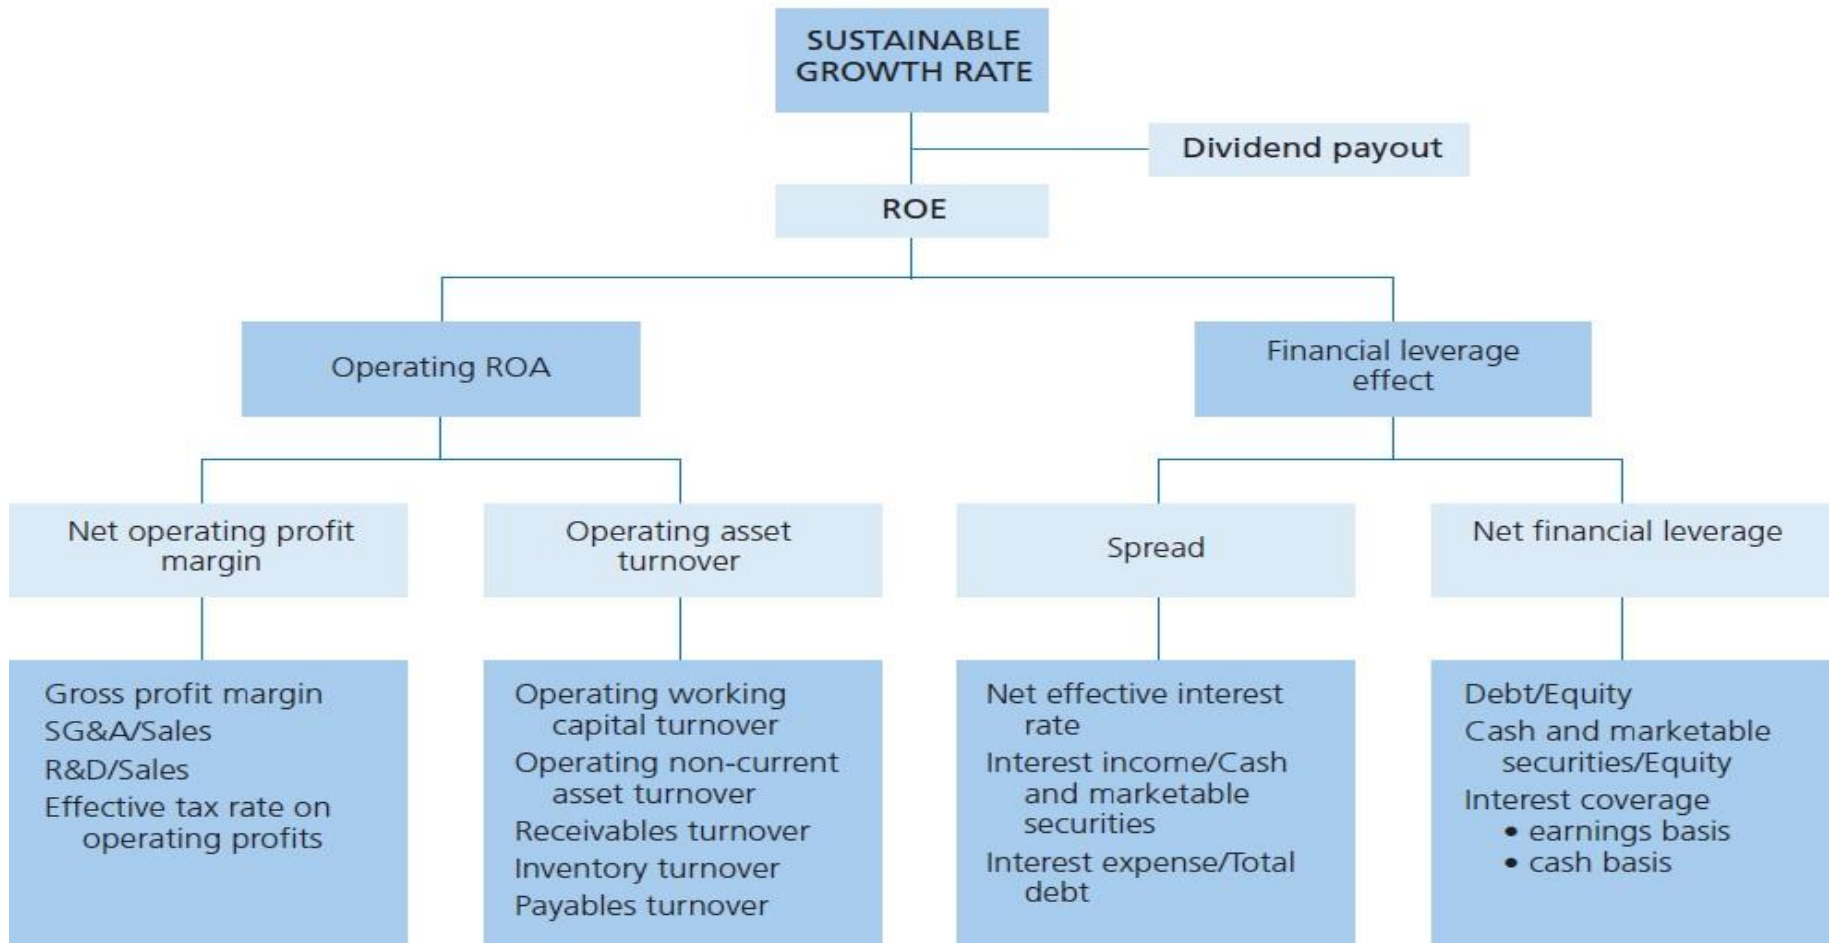 SUSTAINABLE
GROWTH RATE
Dividend payout
ROE
Operating ROA
Financial leverage
effect
Net operating profit
margin
Operating asset
turnover
Spread
Net financial leverage
Gross profit margin
SG&A/Sales
R&D/Sales
Effective tax rate on
operating profits
Operating working
capital turnover
Operating non-current
asset turnover
Receivables turnover
Inventory turnover
Payables turnover
Net effective interest
rate
Interest income/Cash
and marketable
securities
Interest expense/Total
debt
Debt/Equity
Cash and marketable
securities/Equity
Interest coverage
• earnings basis
• cash basis